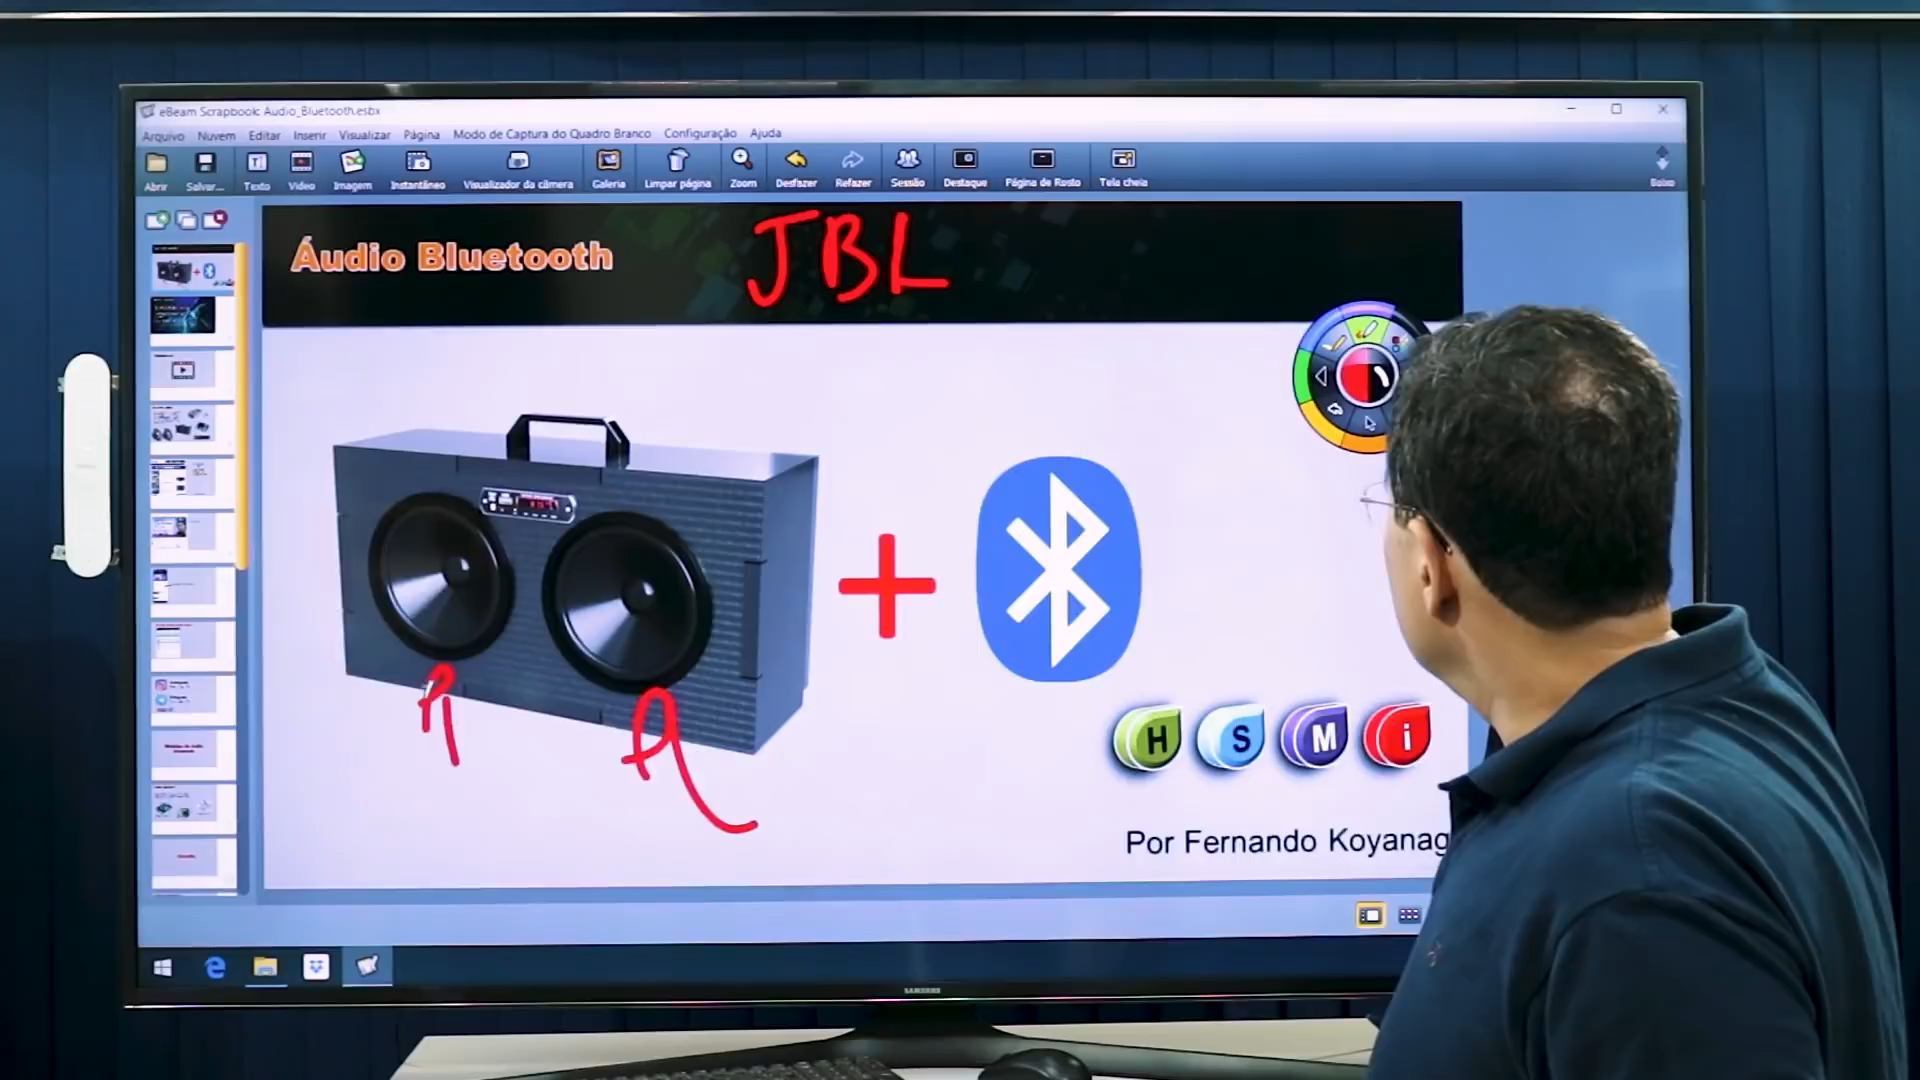 eBeam Scrapbook: Audio_Bluetooth.esbx
Arquivo Nuvem Editar Inserir Visualizar Página Modo de Captura do Quadro Branco Configuração Ajuda
Abrir Salvar... Texto Vídeo Imagem Instantâneo Visualizador da câmera Galeria Limpar página Zoom Desfazer Refazer Sessão Destaque Página de Rosto Tela cheia Baixo
Áudio Bluetooth
JBL
H S M i
Por Fernando Koyanag
SAMSUNG